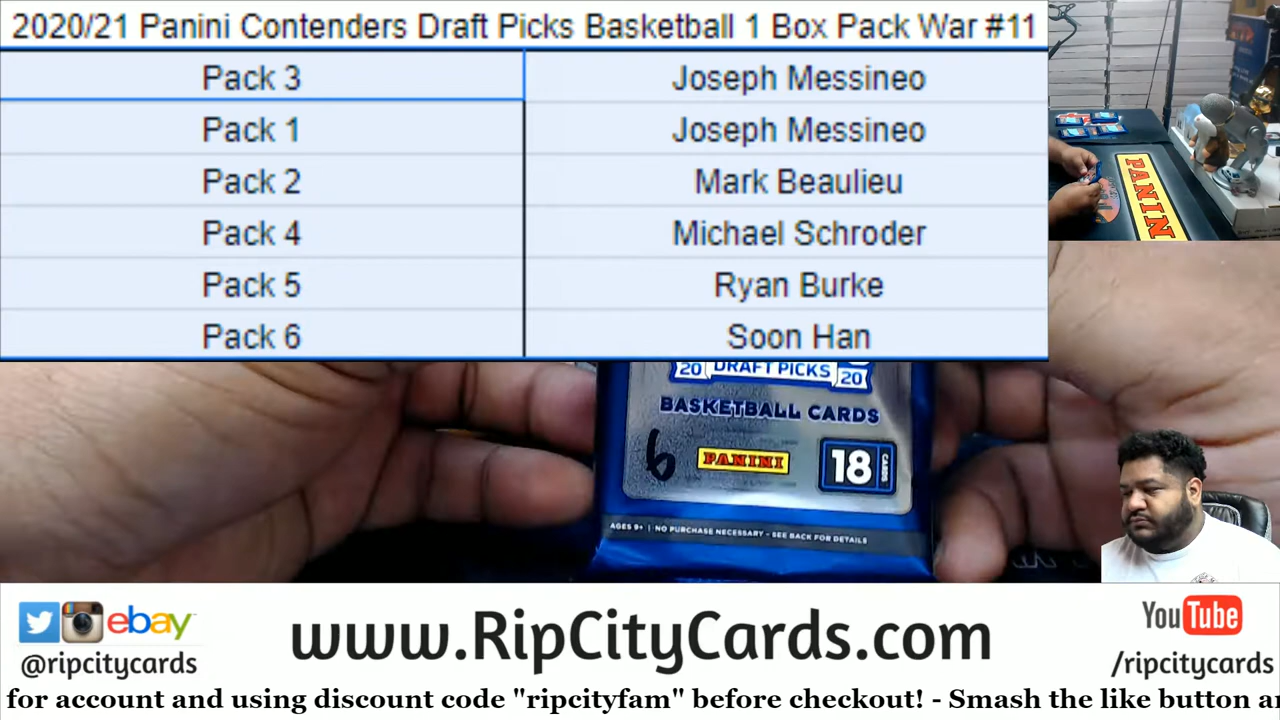 2020/21 Panini Contenders Draft Picks Basketball 1 Box Pack War #11
Pack 3 Joseph Messineo
Pack 1 Joseph Messineo
Pack 2 Mark Beaulieu
Pack 4 Michael Schroder
Pack 5 Ryan Burke
Pack 6 Soon Han
PANINI
20 DRAFT PICKS 20
BASKETBALL CARDS
6 PANINI 18 CARDS
AGES 9+ | NO PURCHASE NECESSARY - SEE BACK FOR DETAILS
ebay
@ripcitycards
www.RipCityCards.com
YouTube
/ripcitycards
for account and using discount code "ripcityfam" before checkout! - Smash the like button